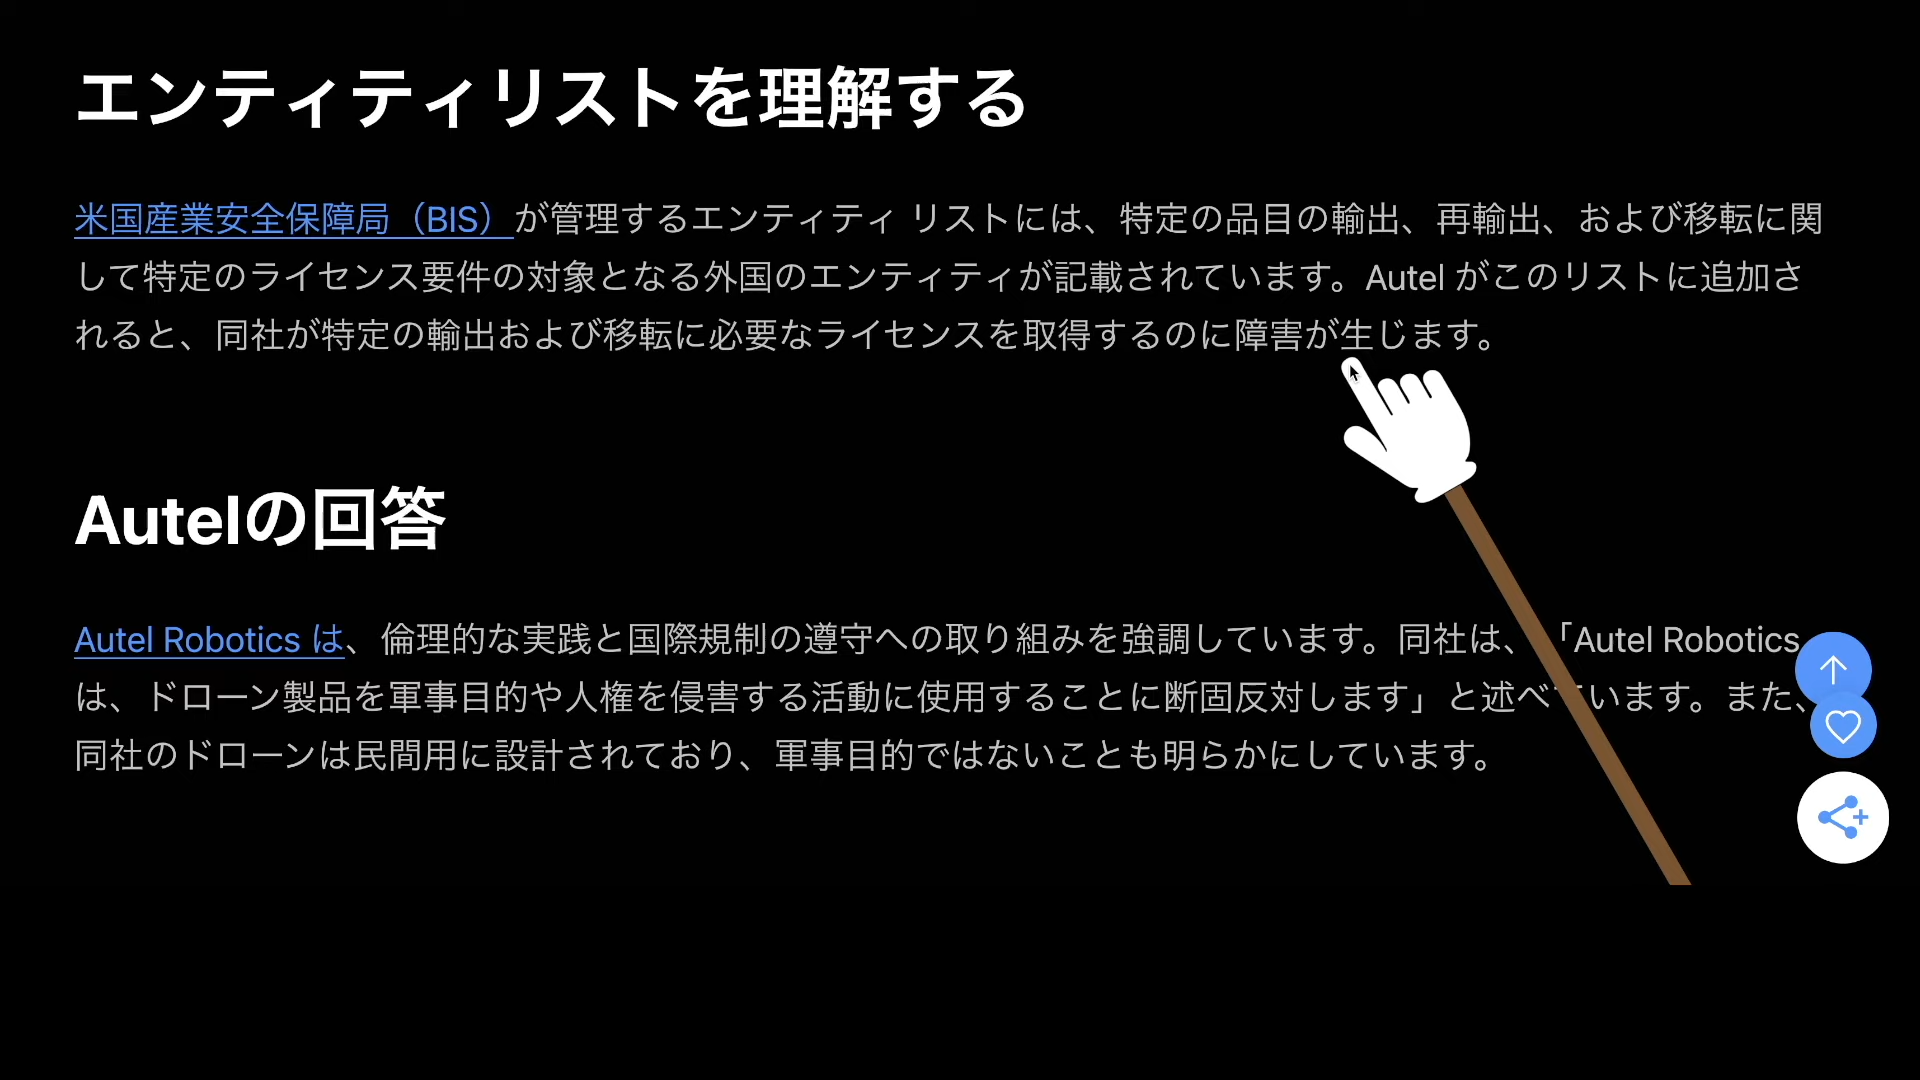 エンティティリストを理解する
米国産業安全保障局（BIS）が管理するエンティティ リストには、特定の品目の輸出、再輸出、および移転に関
して特定のライセンス要件の対象となる外国のエンティティが記載されています。Autel がこのリストに追加さ
れると、同社が特定の輸出および移転に必要なライセンスを取得するのに障害が生じます。
Autelの回答
Autel Robotics は、倫理的な実践と国際規制の遵守への取り組みを強調しています。同社は、「Autel Robotics
は、ドローン製品を軍事目的や人権を侵害する活動に使用することに断固反対します」と述べています。また、
同社のドローンは民間用に設計されており、軍事目的ではないことも明らかにしています。